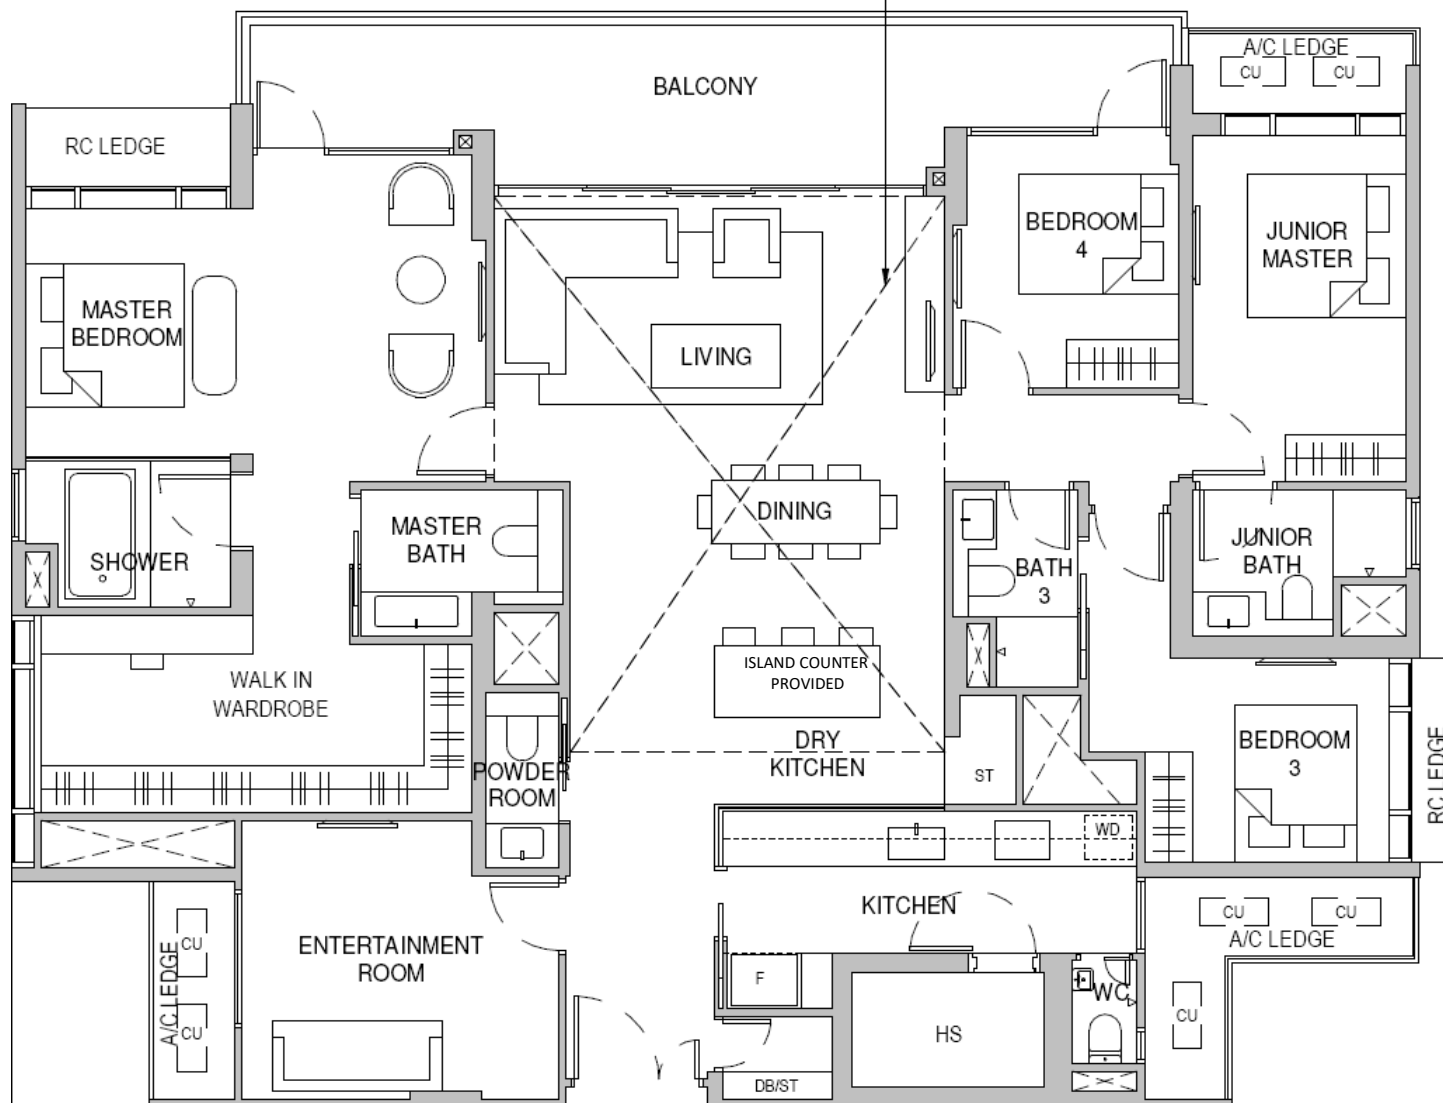 A/C LEDGE
CU
CU
BALCONY
RC LEDGE
BEDROOM
4
JUNIOR
MASTER
MASTER
BEDROOM
LIVING
DINING
MASTER
BATH
SHOWER
BATH
3
JUNIOR
BATH
ISLAND COUNTER
PROVIDED
WALK IN
WARDROBE
DRY
KITCHEN
POWDER
ROOM
ST
BEDROOM
3
RC LEDGE
WD
KITCHEN
ENTERTAINMENT
ROOM
A/C LEDGE
CU
CU
CU
CU
A/C LEDGE
CU
F
WC
HS
DB/ST